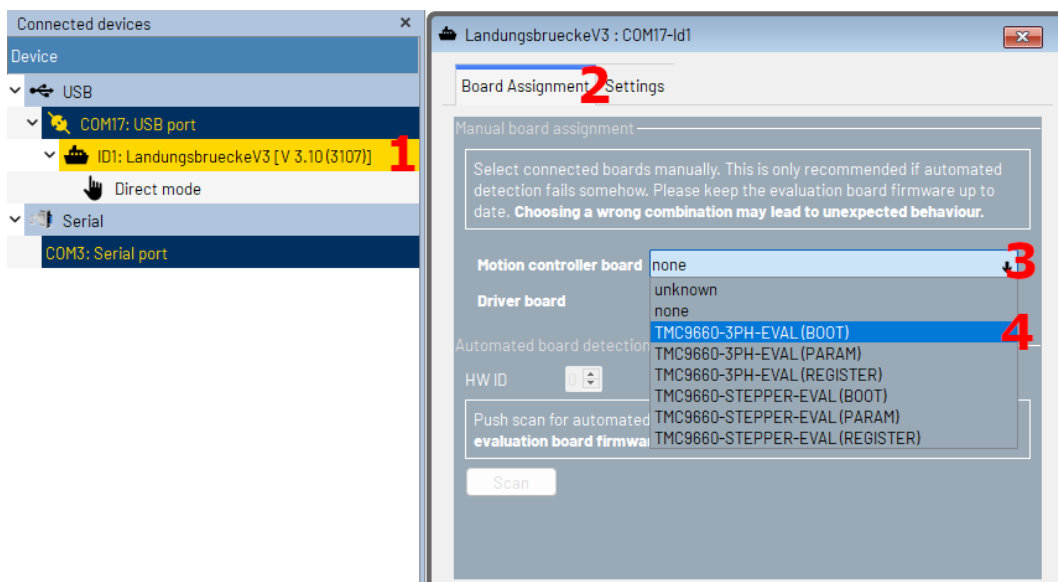 Connected devices
Device
USB
COM17: USB port
ID1: LandungsbrueckeV3 [V 3.10 (3107)]
1
Direct mode
Serial
COM3: Serial port
LandungsbrueckeV3 : COM17-Id1
Board Assignment
2
Settings
Manual board assignment
Select connected boards manually. This is only recommended if automated
detection fails somehow. Please keep the evaluation board firmware up to
date. Choosing a wrong combination may lead to unexpected behaviour.
Motion controller board
none
3
Driver board
unknown
none
TMC9660-3PH-EVAL (BOOT)
4
TMC9660-3PH-EVAL (PARAM)
TMC9660-3PH-EVAL (REGISTER)
TMC9660-STEPPER-EVAL (BOOT)
TMC9660-STEPPER-EVAL (PARAM)
TMC9660-STEPPER-EVAL (REGISTER)
Automated board detection
HW ID
0
Push scan for automated
evaluation board
Scan